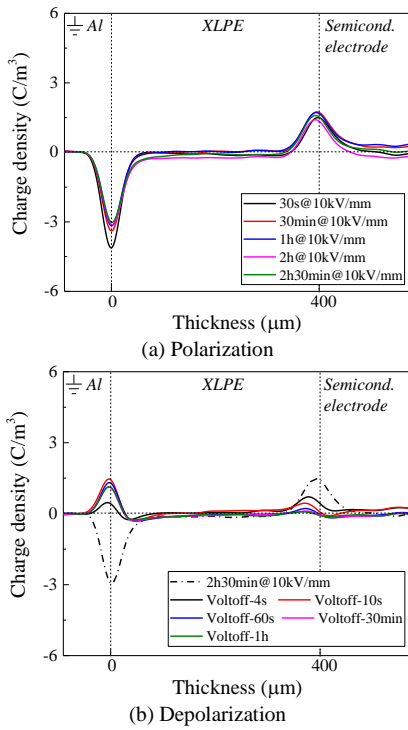 Al XLPE Semicond.
electrode
Charge density (C/m³)
6
3
0
-3
-6
30s@10kV/mm
30min@10kV/mm
1h@10kV/mm
2h@10kV/mm
2h30min@10kV/mm
0 400
Thickness (μm)
(a) Polarization
Al XLPE Semicond.
electrode
Charge density (C/m³)
6
3
0
-3
-6
2h30min@10kV/mm
Voltoff-4s Voltoff-10s
Voltoff-60s Voltoff-30min
Voltoff-1h
0 400
Thickness (μm)
(b) Depolarization